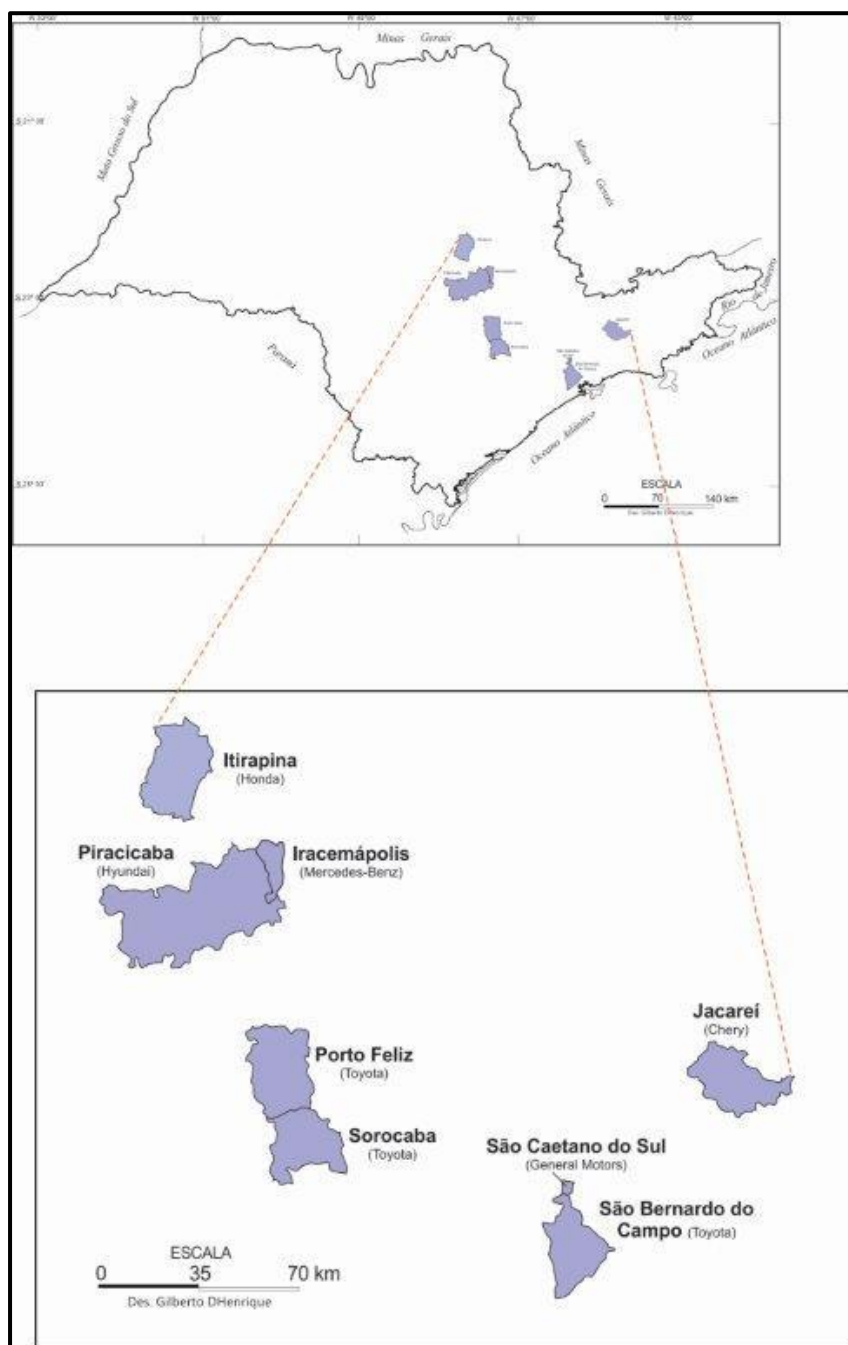 Minas Gerais
Mato Grosso do Sul
Minas
Gerais
Rio de Janeiro
Paraná
Oceano Atlântico
Oceano Atlântico
ESCALA
0 70 140 km
Des. Gilberto DHenrique
Itirapina
(Honda)
Piracicaba
(Hyundai)
Iracemápolis
(Mercedes-Benz)
Jacareí
(Chery)
Porto Feliz
(Toyota)
Sorocaba
(Toyota)
São Caetano do Sul
(General Motors)
São Bernardo do
Campo (Toyota)
ESCALA
0 35 70 km
Des. Gilberto DHenrique